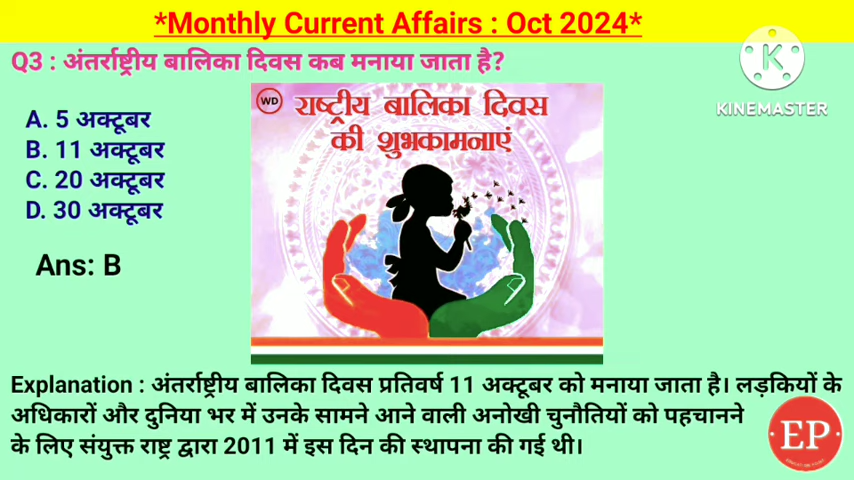 *Monthly Current Affairs : Oct 2024*
Q3 : अंतर्राष्ट्रीय बालिका दिवस कब मनाया जाता है?
A. 5 अक्टूबर
B. 11 अक्टूबर
C. 20 अक्टूबर
D. 30 अक्टूबर
Ans: B
WD
राष्ट्रीय बालिका दिवस
की शुभकामनाएं
K
KINEMASTER
Explanation : अंतर्राष्ट्रीय बालिका दिवस प्रतिवर्ष 11 अक्टूबर को मनाया जाता है। लड़कियों के
अधिकारों और दुनिया भर में उनके सामने आने वाली अनोखी चुनौतियों को पहचानने
के लिए संयुक्त राष्ट्र द्वारा 2011 में इस दिन की स्थापना की गई थी।
EP